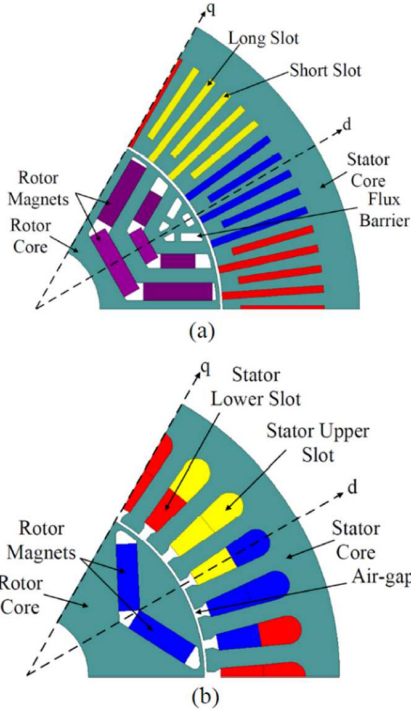 q
Long Slot
Short Slot
d
Stator
Core
Flux
Barrier
Rotor
Magnets
Rotor
Core
(a)
q
Stator
Lower Slot
Stator Upper
Slot
d
Stator
Core
Air-gap
Rotor
Magnets
Rotor
Core
(b)